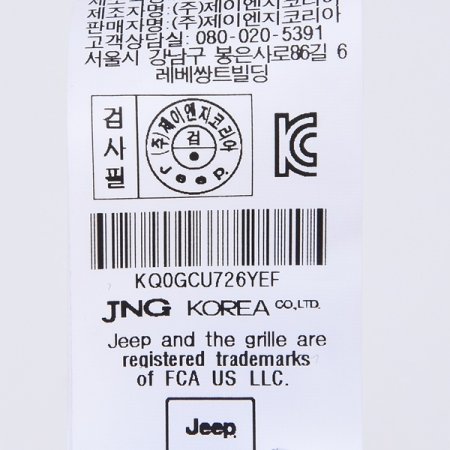 제조자명:(주)제이엔지코리아
판매자명:(주)제이엔지코리아
고객상담실: 080-020-5391
서울시 강남구 봉은사로86길 6
레베쌍트빌딩
검사필
(주)제이엔지코리아
검
Jeep.
KC
KQ0GCU726YEF
JNG KOREA CO.,LTD.
Jeep and the grille are
registered trademarks
of FCA US LLC.
Jeep.